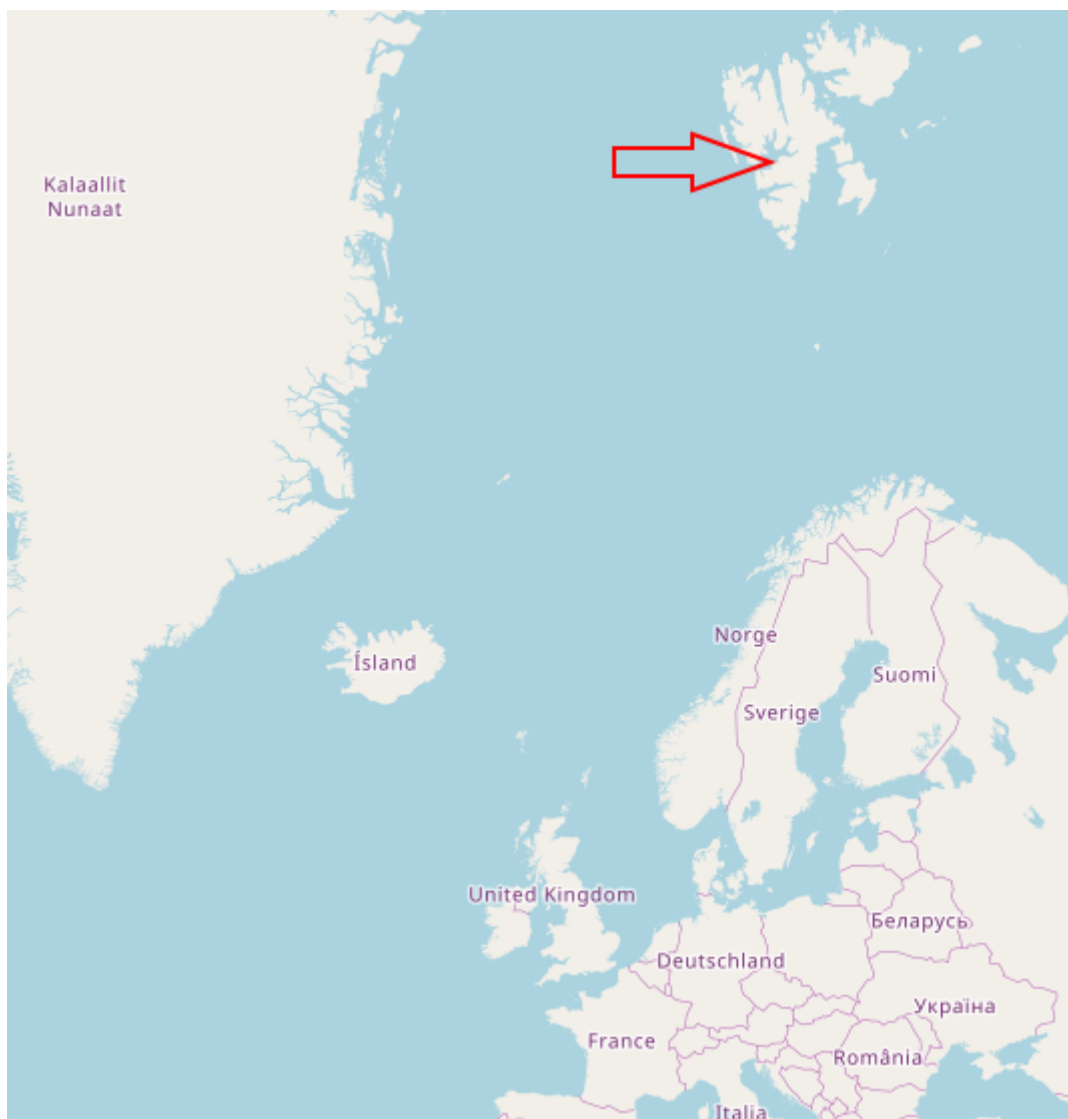 Kalaallit
Nunaat
Norge
Ísland
Suomi
Sverige
United Kingdom
Беларусь
Deutschland
Україна
France
România
Italia